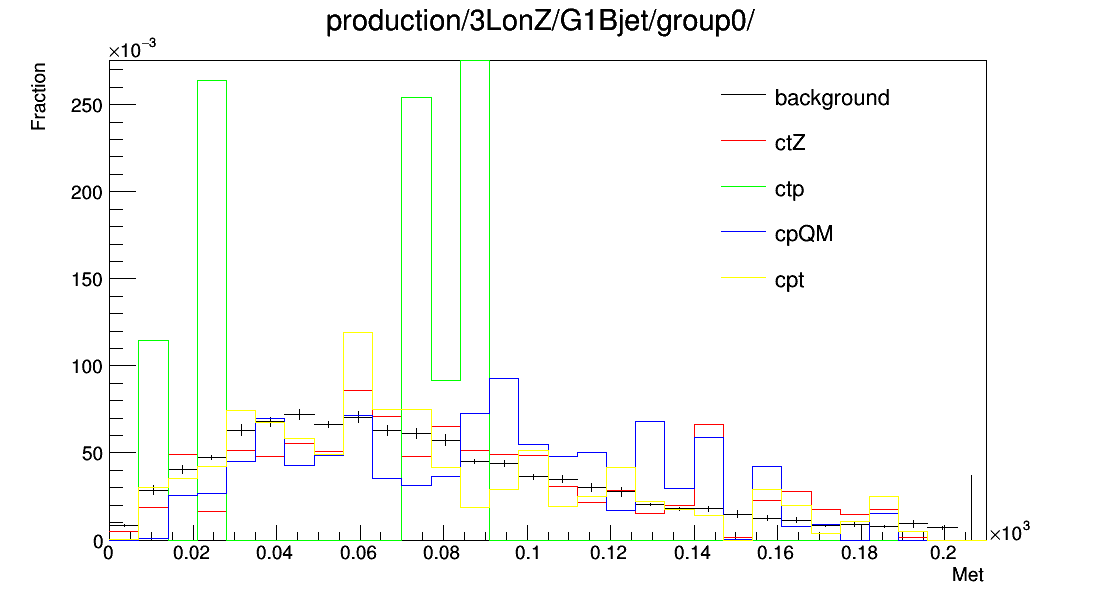 production/3LonZ/G1Bjet/group0/
×10⁻³
Fraction
250
200
150
100
50
0
background
ctZ
ctp
cpQM
cpt
0 0.02 0.04 0.06 0.08 0.1 0.12 0.14 0.16 0.18 0.2
×10³
Met